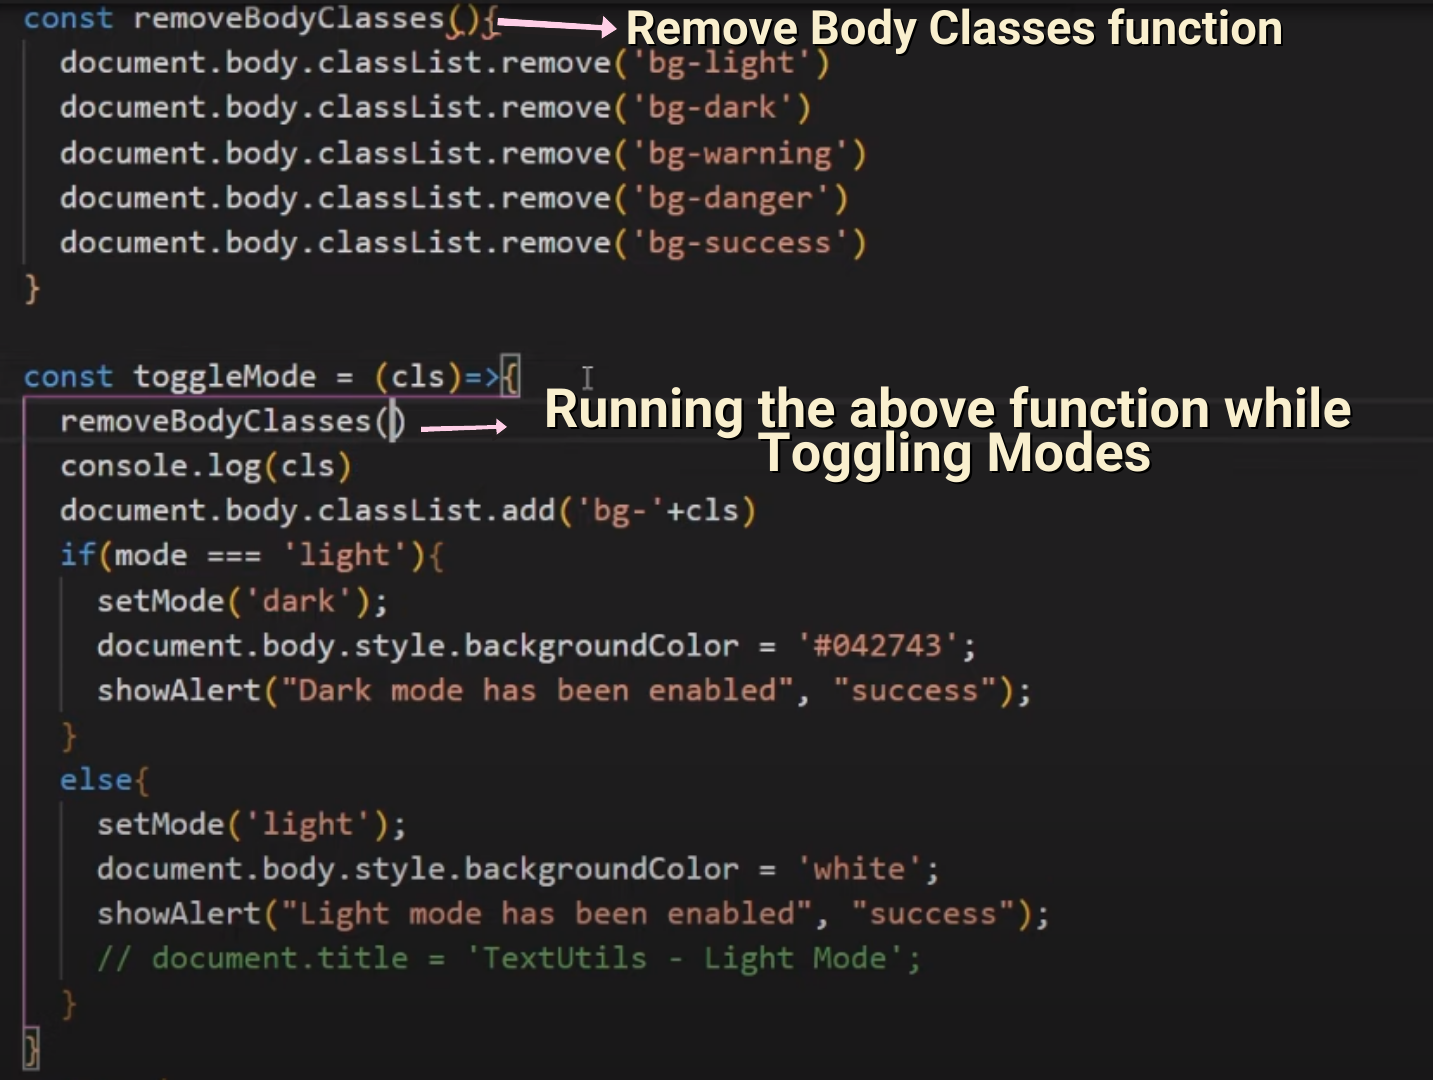 const removeBodyClasses(){ Remove Body Classes function
  document.body.classList.remove('bg-light')
  document.body.classList.remove('bg-dark')
  document.body.classList.remove('bg-warning')
  document.body.classList.remove('bg-danger')
  document.body.classList.remove('bg-success')
}
const toggleMode = (cls)=>{
  removeBodyClasses() Running the above function while
Toggling Modes
  console.log(cls)
  document.body.classList.add('bg-'+cls)
  if(mode === 'light'){
    setMode('dark');
    document.body.style.backgroundColor = '#042743';
    showAlert("Dark mode has been enabled", "success");
  }
  else{
    setMode('light');
    document.body.style.backgroundColor = 'white';
    showAlert("Light mode has been enabled", "success");
    // document.title = 'TextUtils - Light Mode';
  }
}